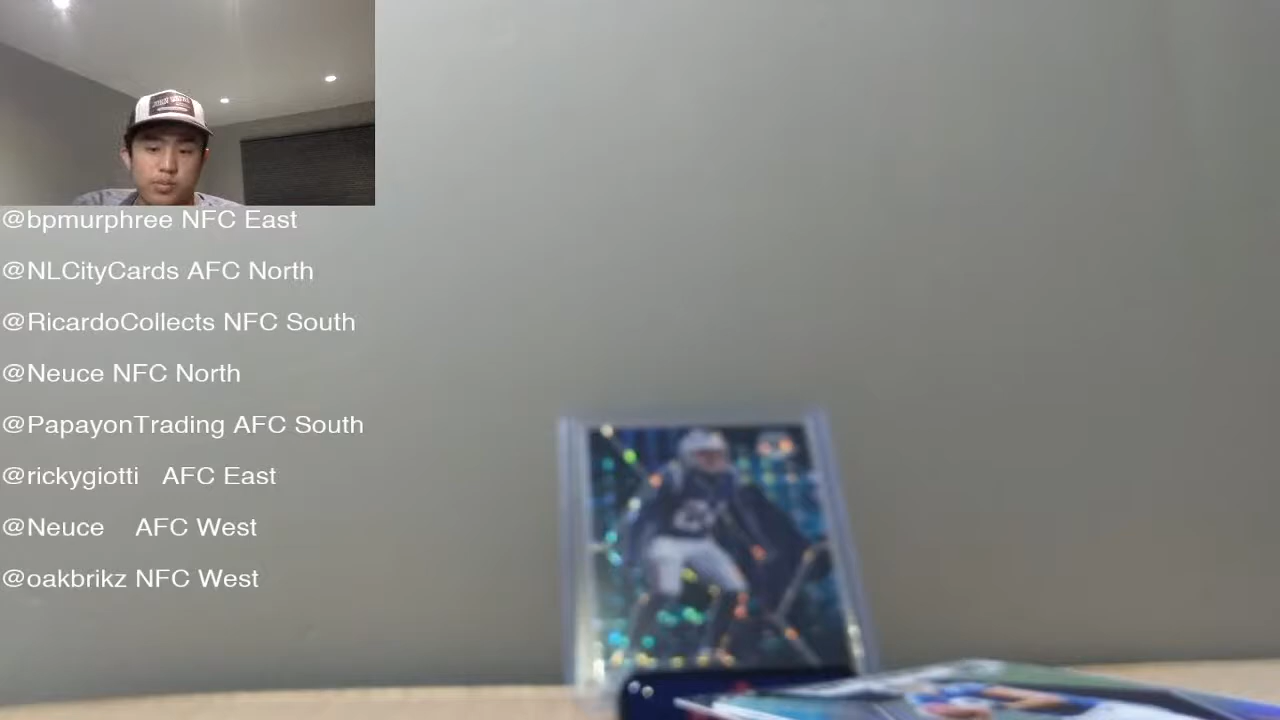 @bpmurphree NFC East
@NLCityCards AFC North
@RicardoCollects NFC South
@Neuce NFC North
@PapayonTrading AFC South
@rickygiotti AFC East
@Neuce AFC West
@oakbrikz NFC West